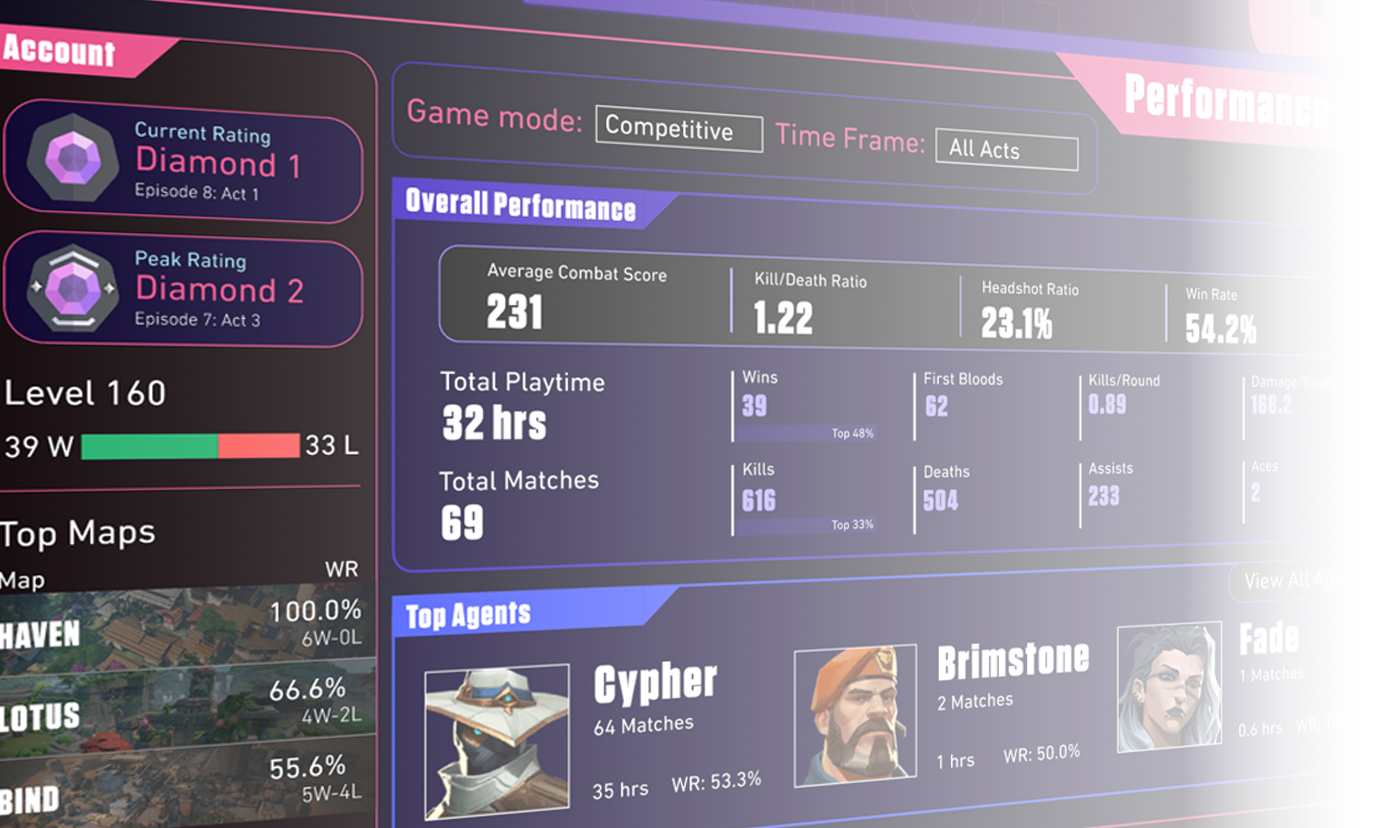 Account
Current Rating
Diamond 1
Episode 8: Act 1
Peak Rating
Diamond 2
Episode 7: Act 3
Level 160
39 W 33 L
Top Maps
Map WR
HAVEN 100.0%
6W-0L
LOTUS 66.6%
4W-2L
BIND 55.6%
5W-4L
Performance
Game mode: Competitive Time Frame: All Acts
Overall Performance
Average Combat Score
231
Kill/Death Ratio
1.22
Headshot Ratio
23.1%
Win Rate
54.2%
Total Playtime
32 hrs
Wins
39
Top 48%
First Bloods
62
Kills/Round
0.89
168.2
Total Matches
69
Kills
616
Top 33%
Deaths
504
Assists
233
Aces
2
Top Agents
View All
Cypher
64 Matches
35 hrs WR: 53.3%
Brimstone
2 Matches
1 hrs WR: 50.0%
Fade
1 Matches
0.6 hrs WR: